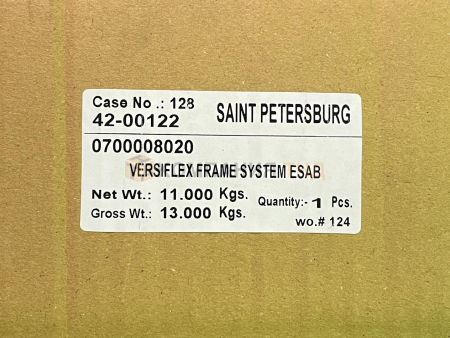 Case No .: 128
42-00122 SAINT PETERSBURG
0700008020
VERSIFLEX FRAME SYSTEM ESAB
Net Wt.: 11.000 Kgs. Quantity:- 1 Pcs.
Gross Wt.: 13.000 Kgs.
wo.# 124